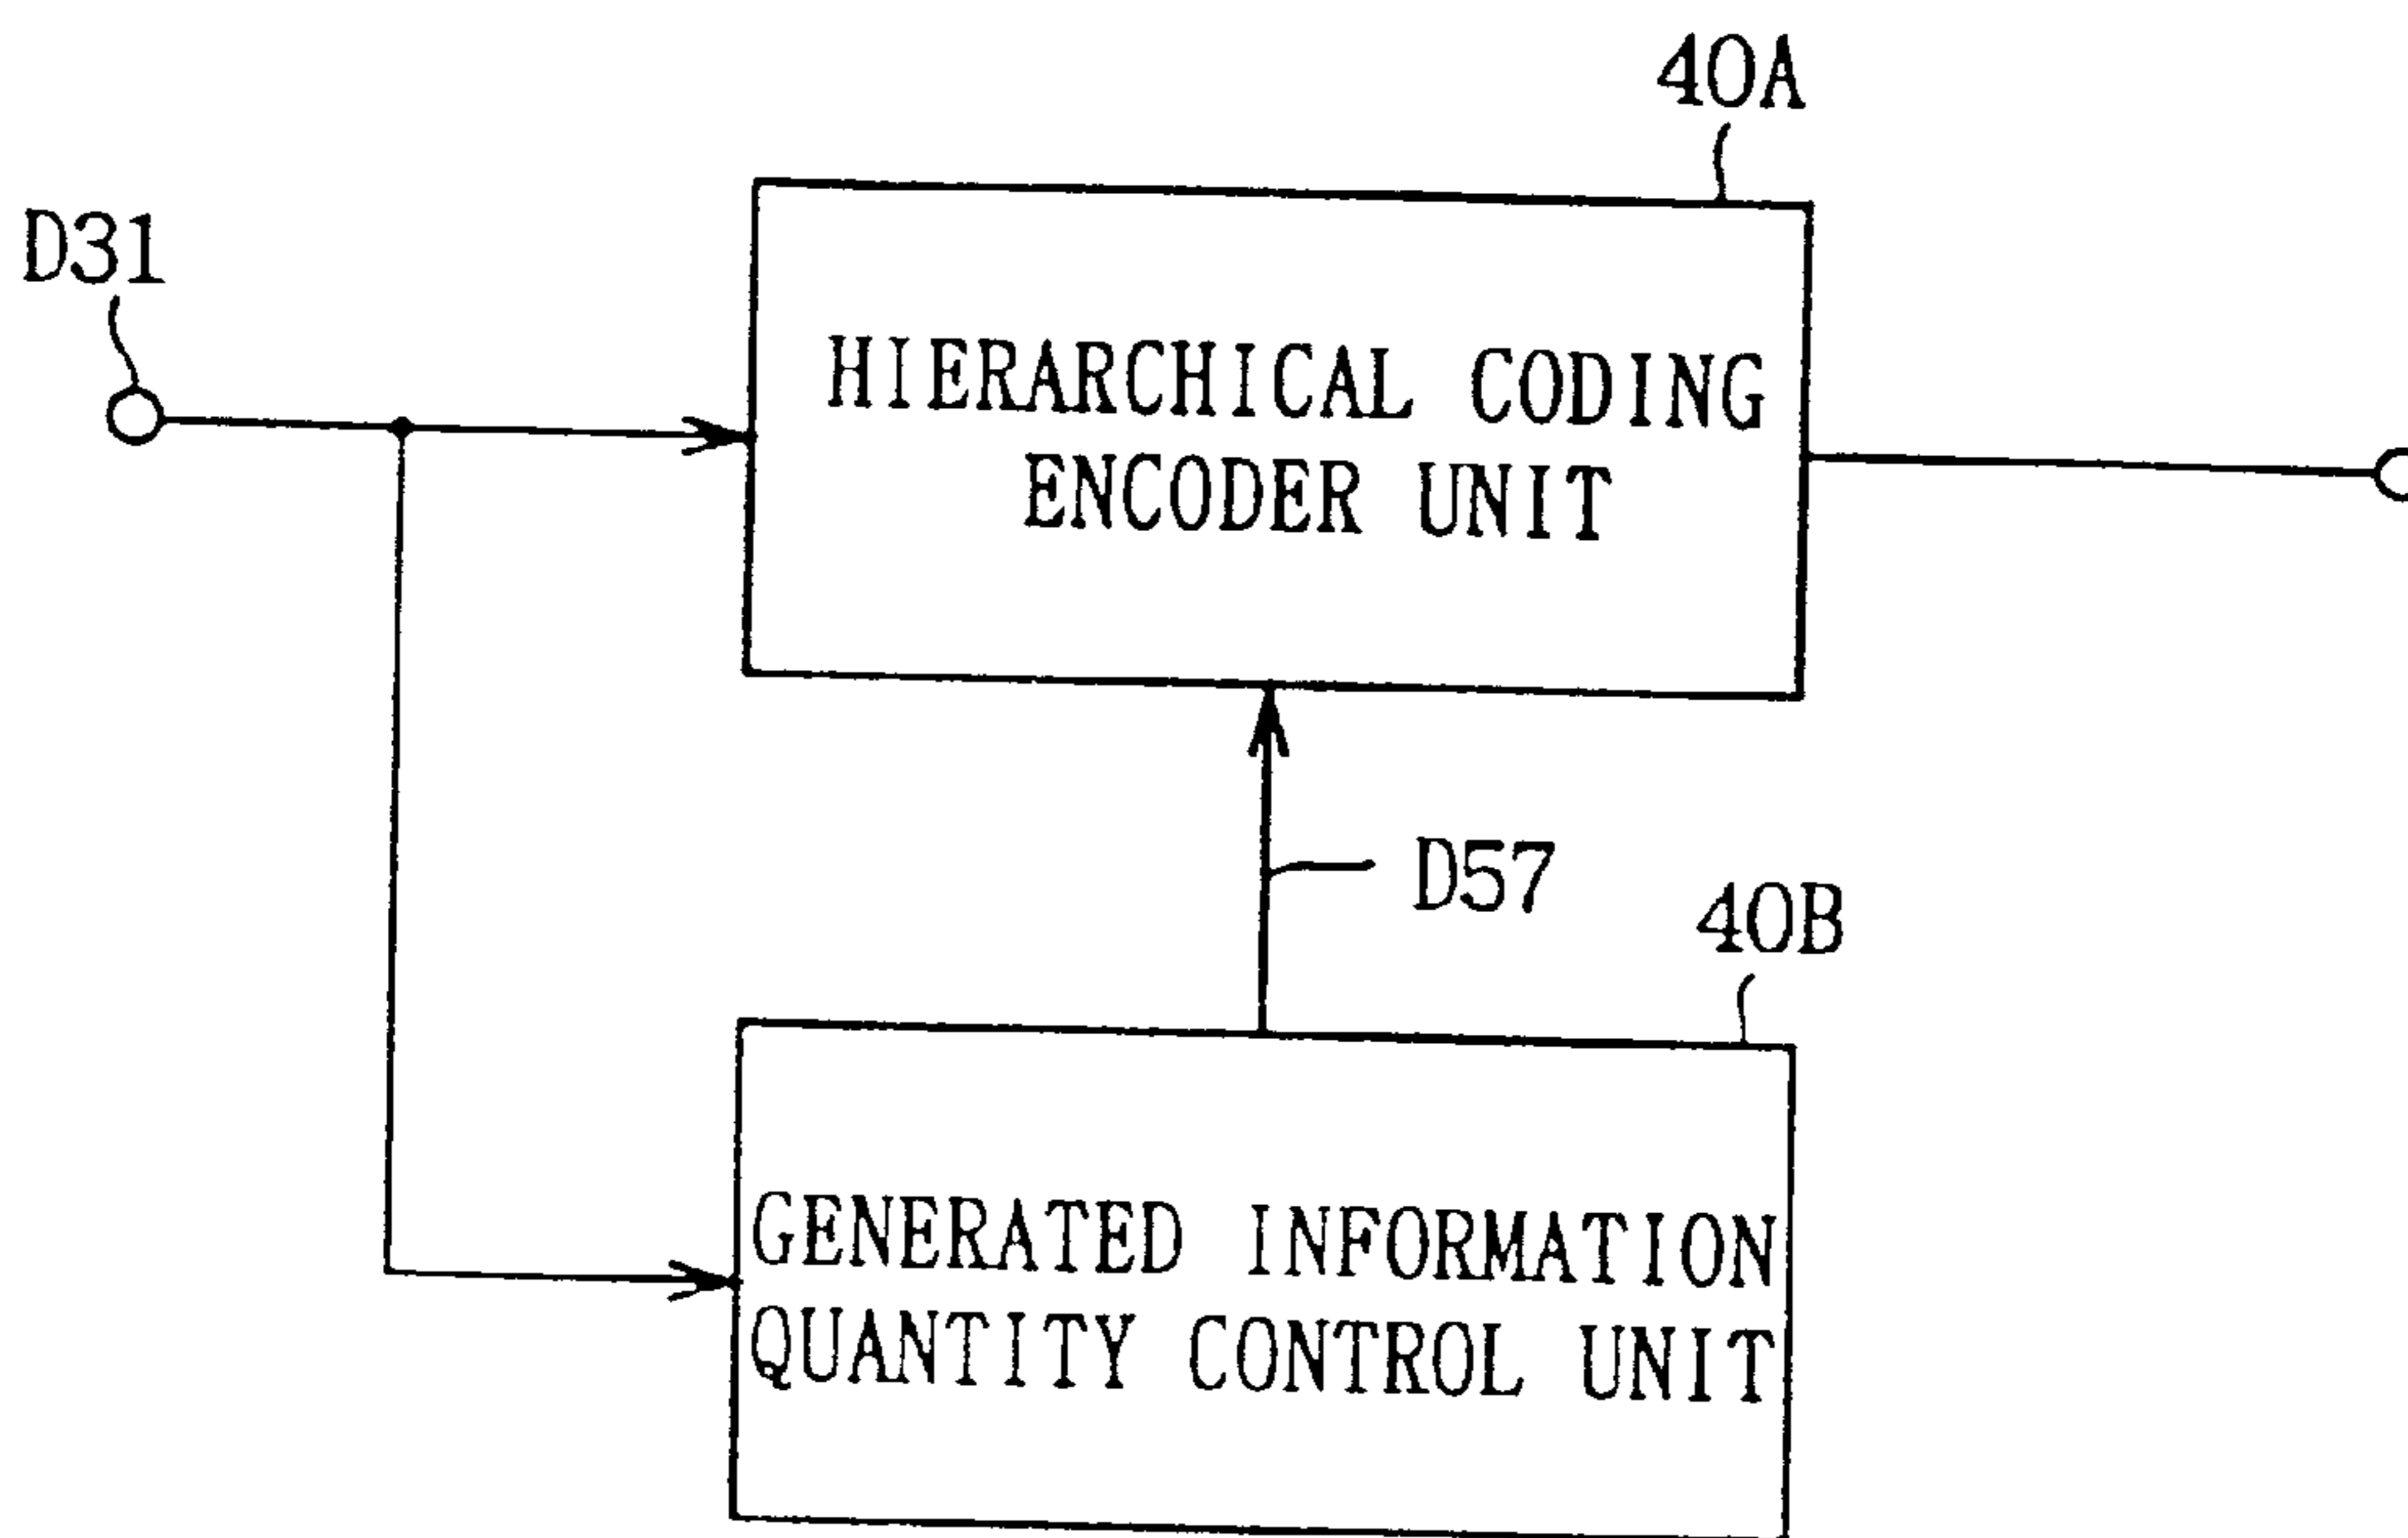 40A
D31
HIERARCHICAL CODING
ENCODER UNIT
D57
40B
GENERATED INFORMATION
QUANTITY CONTROL UNIT